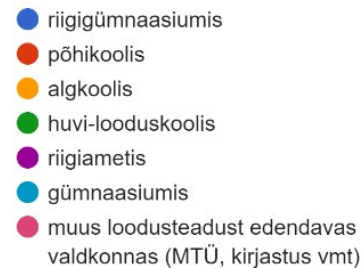 riigigümnaasiumis
põhikoolis
algkoolis
huvi-looduskoolis
riigiametis
gümnaasiumis
muus loodusteadust edendavas
valdkonnas (MTÜ, kirjastus vmt)